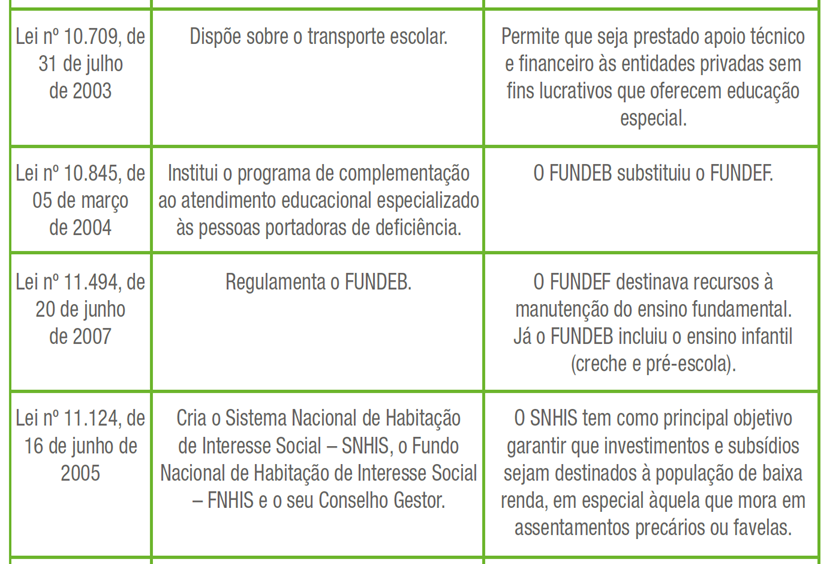 Lei nº 10.709, de
31 de julho
de 2003
Dispõe sobre o transporte escolar.
Permite que seja prestado apoio técnico
e financeiro às entidades privadas sem
fins lucrativos que oferecem educação
especial.
Lei nº 10.845, de
05 de março
de 2004
Institui o programa de complementação
ao atendimento educacional especializado
às pessoas portadoras de deficiência.
O FUNDEB substituiu o FUNDEF.
Lei nº 11.494, de
20 de junho
de 2007
Regulamenta o FUNDEB.
O FUNDEF destinava recursos à
manutenção do ensino fundamental.
Já o FUNDEB incluiu o ensino infantil
(creche e pré-escola).
Lei nº 11.124, de
16 de junho de
2005
Cria o Sistema Nacional de Habitação
de Interesse Social – SNHIS, o Fundo
Nacional de Habitação de Interesse Social
– FNHIS e o seu Conselho Gestor.
O SNHIS tem como principal objetivo
garantir que investimentos e subsídios
sejam destinados à população de baixa
renda, em especial àquela que mora em
assentamentos precários ou favelas.